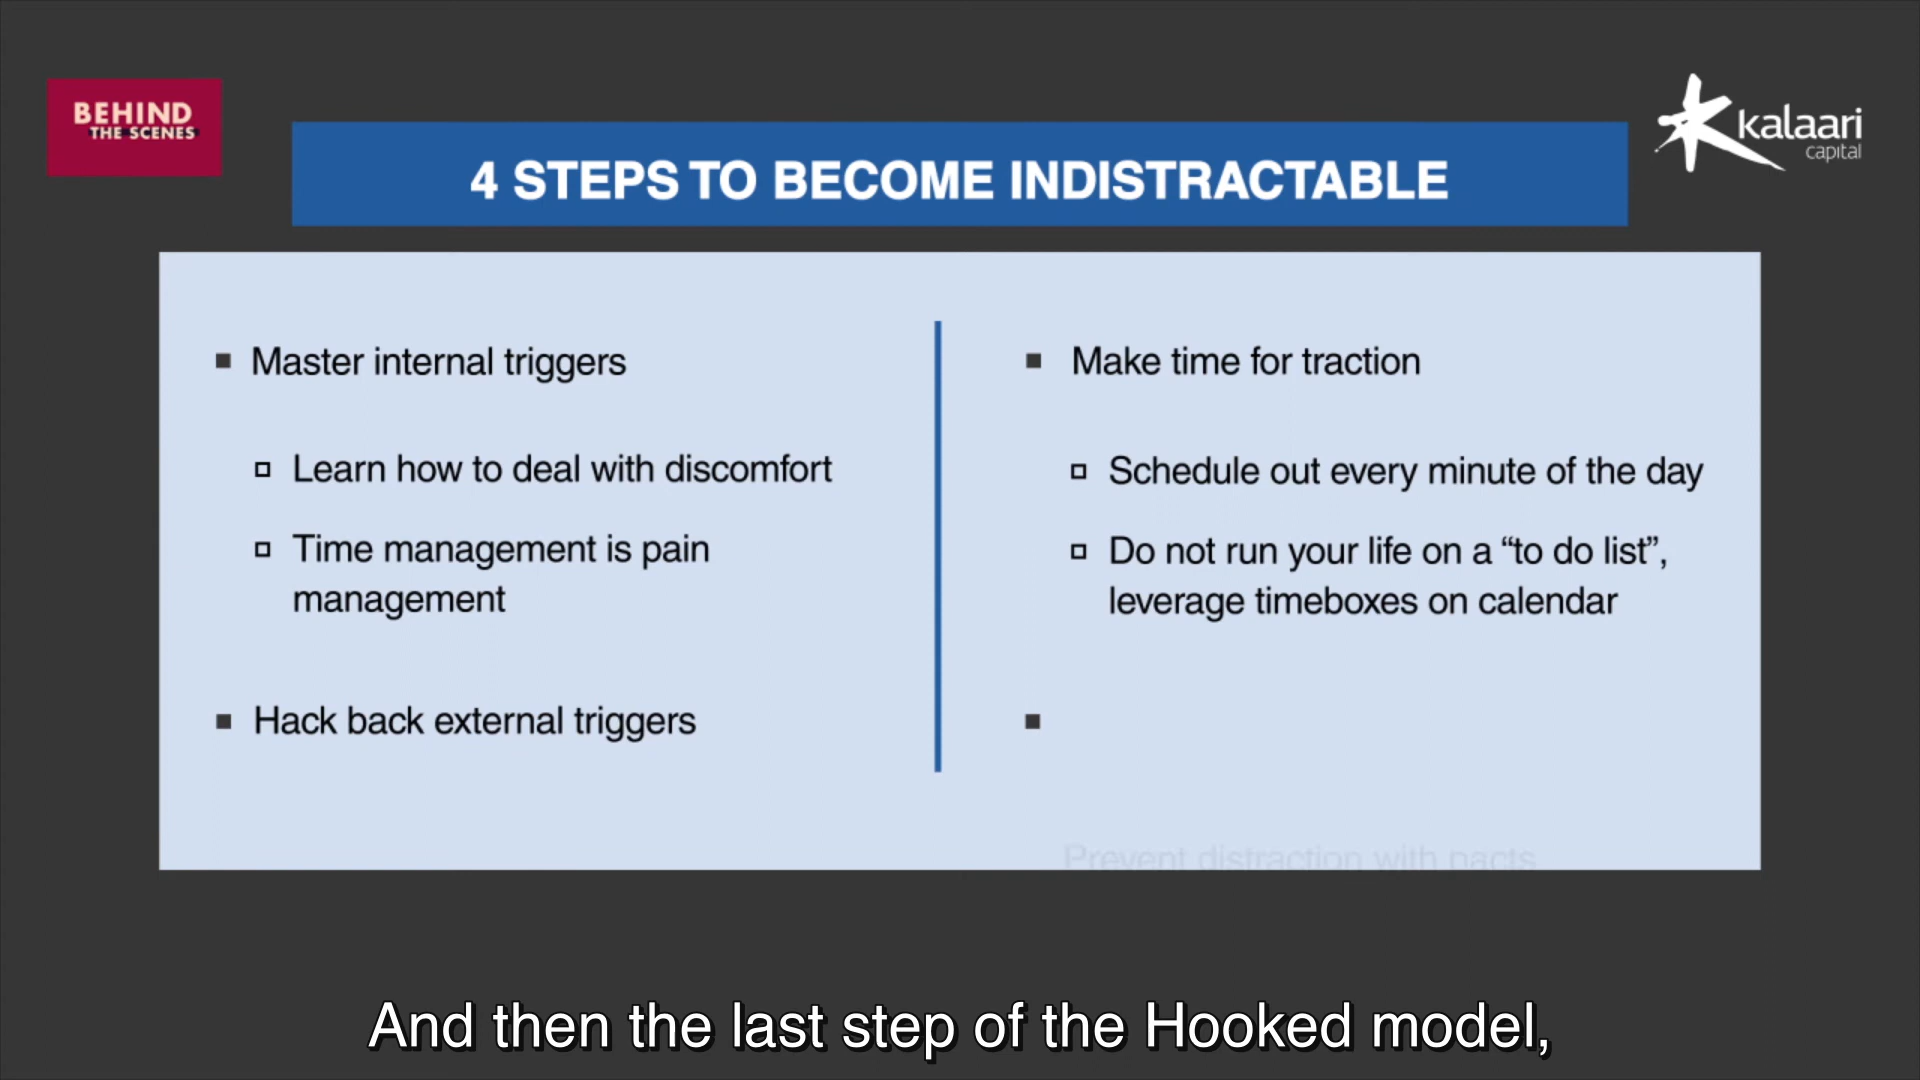 BEHIND
THE SCENES
kalaari
capital
4 STEPS TO BECOME INDISTRACTABLE
Master internal triggers
Learn how to deal with discomfort
Time management is pain
management
Hack back external triggers
Make time for traction
Schedule out every minute of the day
Do not run your life on a “to do list”,
leverage timeboxes on calendar
Prevent distraction with pacts
And then the last step of the Hooked model,